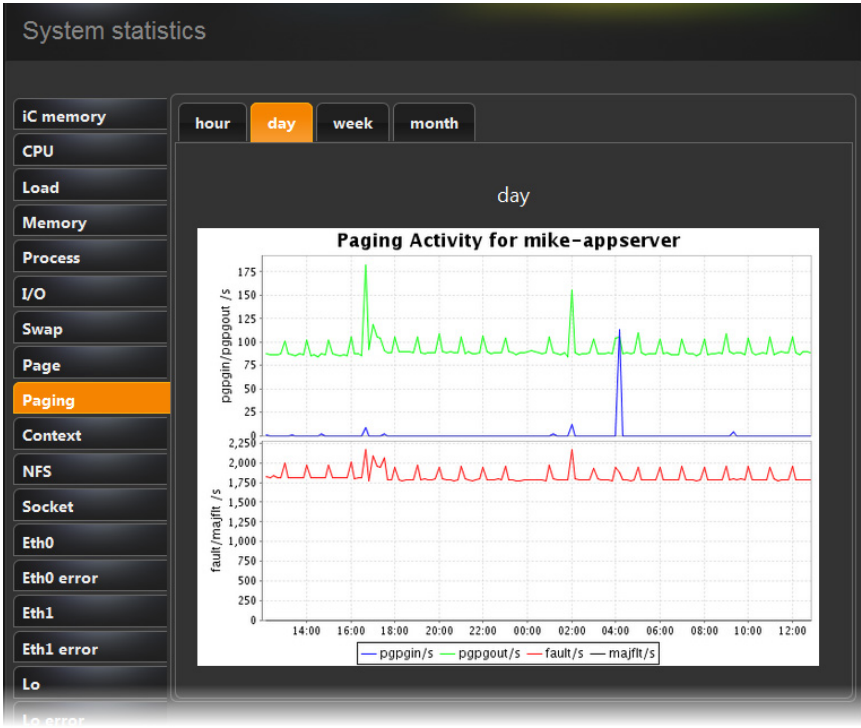 System statistics
iC memory
CPU
Load
Memory
Process
I/O
Swap
Page
Paging
Context
NFS
Socket
Eth0
Eth0 error
Eth1
Eth1 error
Lo
Lo error
hour day week month
day
Paging Activity for mike-appserver
pgpgin/pgpgout /s
175
150
125
100
75
50
25
0
fault/majflt /s
2,250
2,000
1,750
1,500
1,250
1,000
750
500
250
0
14:00 16:00 18:00 20:00 22:00 00:00 02:00 04:00 06:00 08:00 10:00 12:00
pgpgin/s pgpgout/s fault/s majflt/s